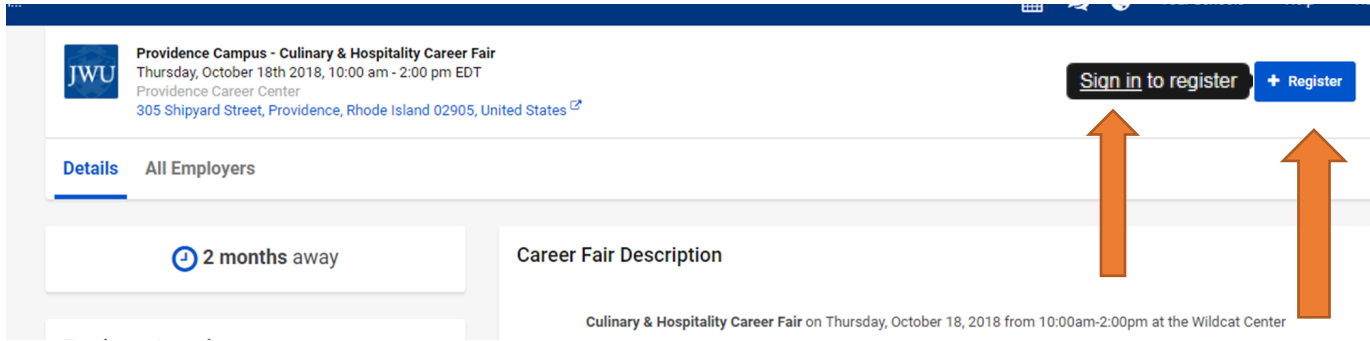 Providence Campus - Culinary & Hospitality Career Fair
JWU
Thursday, October 18th 2018, 10:00 am - 2:00 pm EDT
Providence Career Center
305 Shipyard Street, Providence, Rhode Island 02905, United States
Sign in to register
+ Register
Details All Employers
2 months away
Career Fair Description
Culinary & Hospitality Career Fair on Thursday, October 18, 2018 from 10:00am-2:00pm at the Wildcat Center